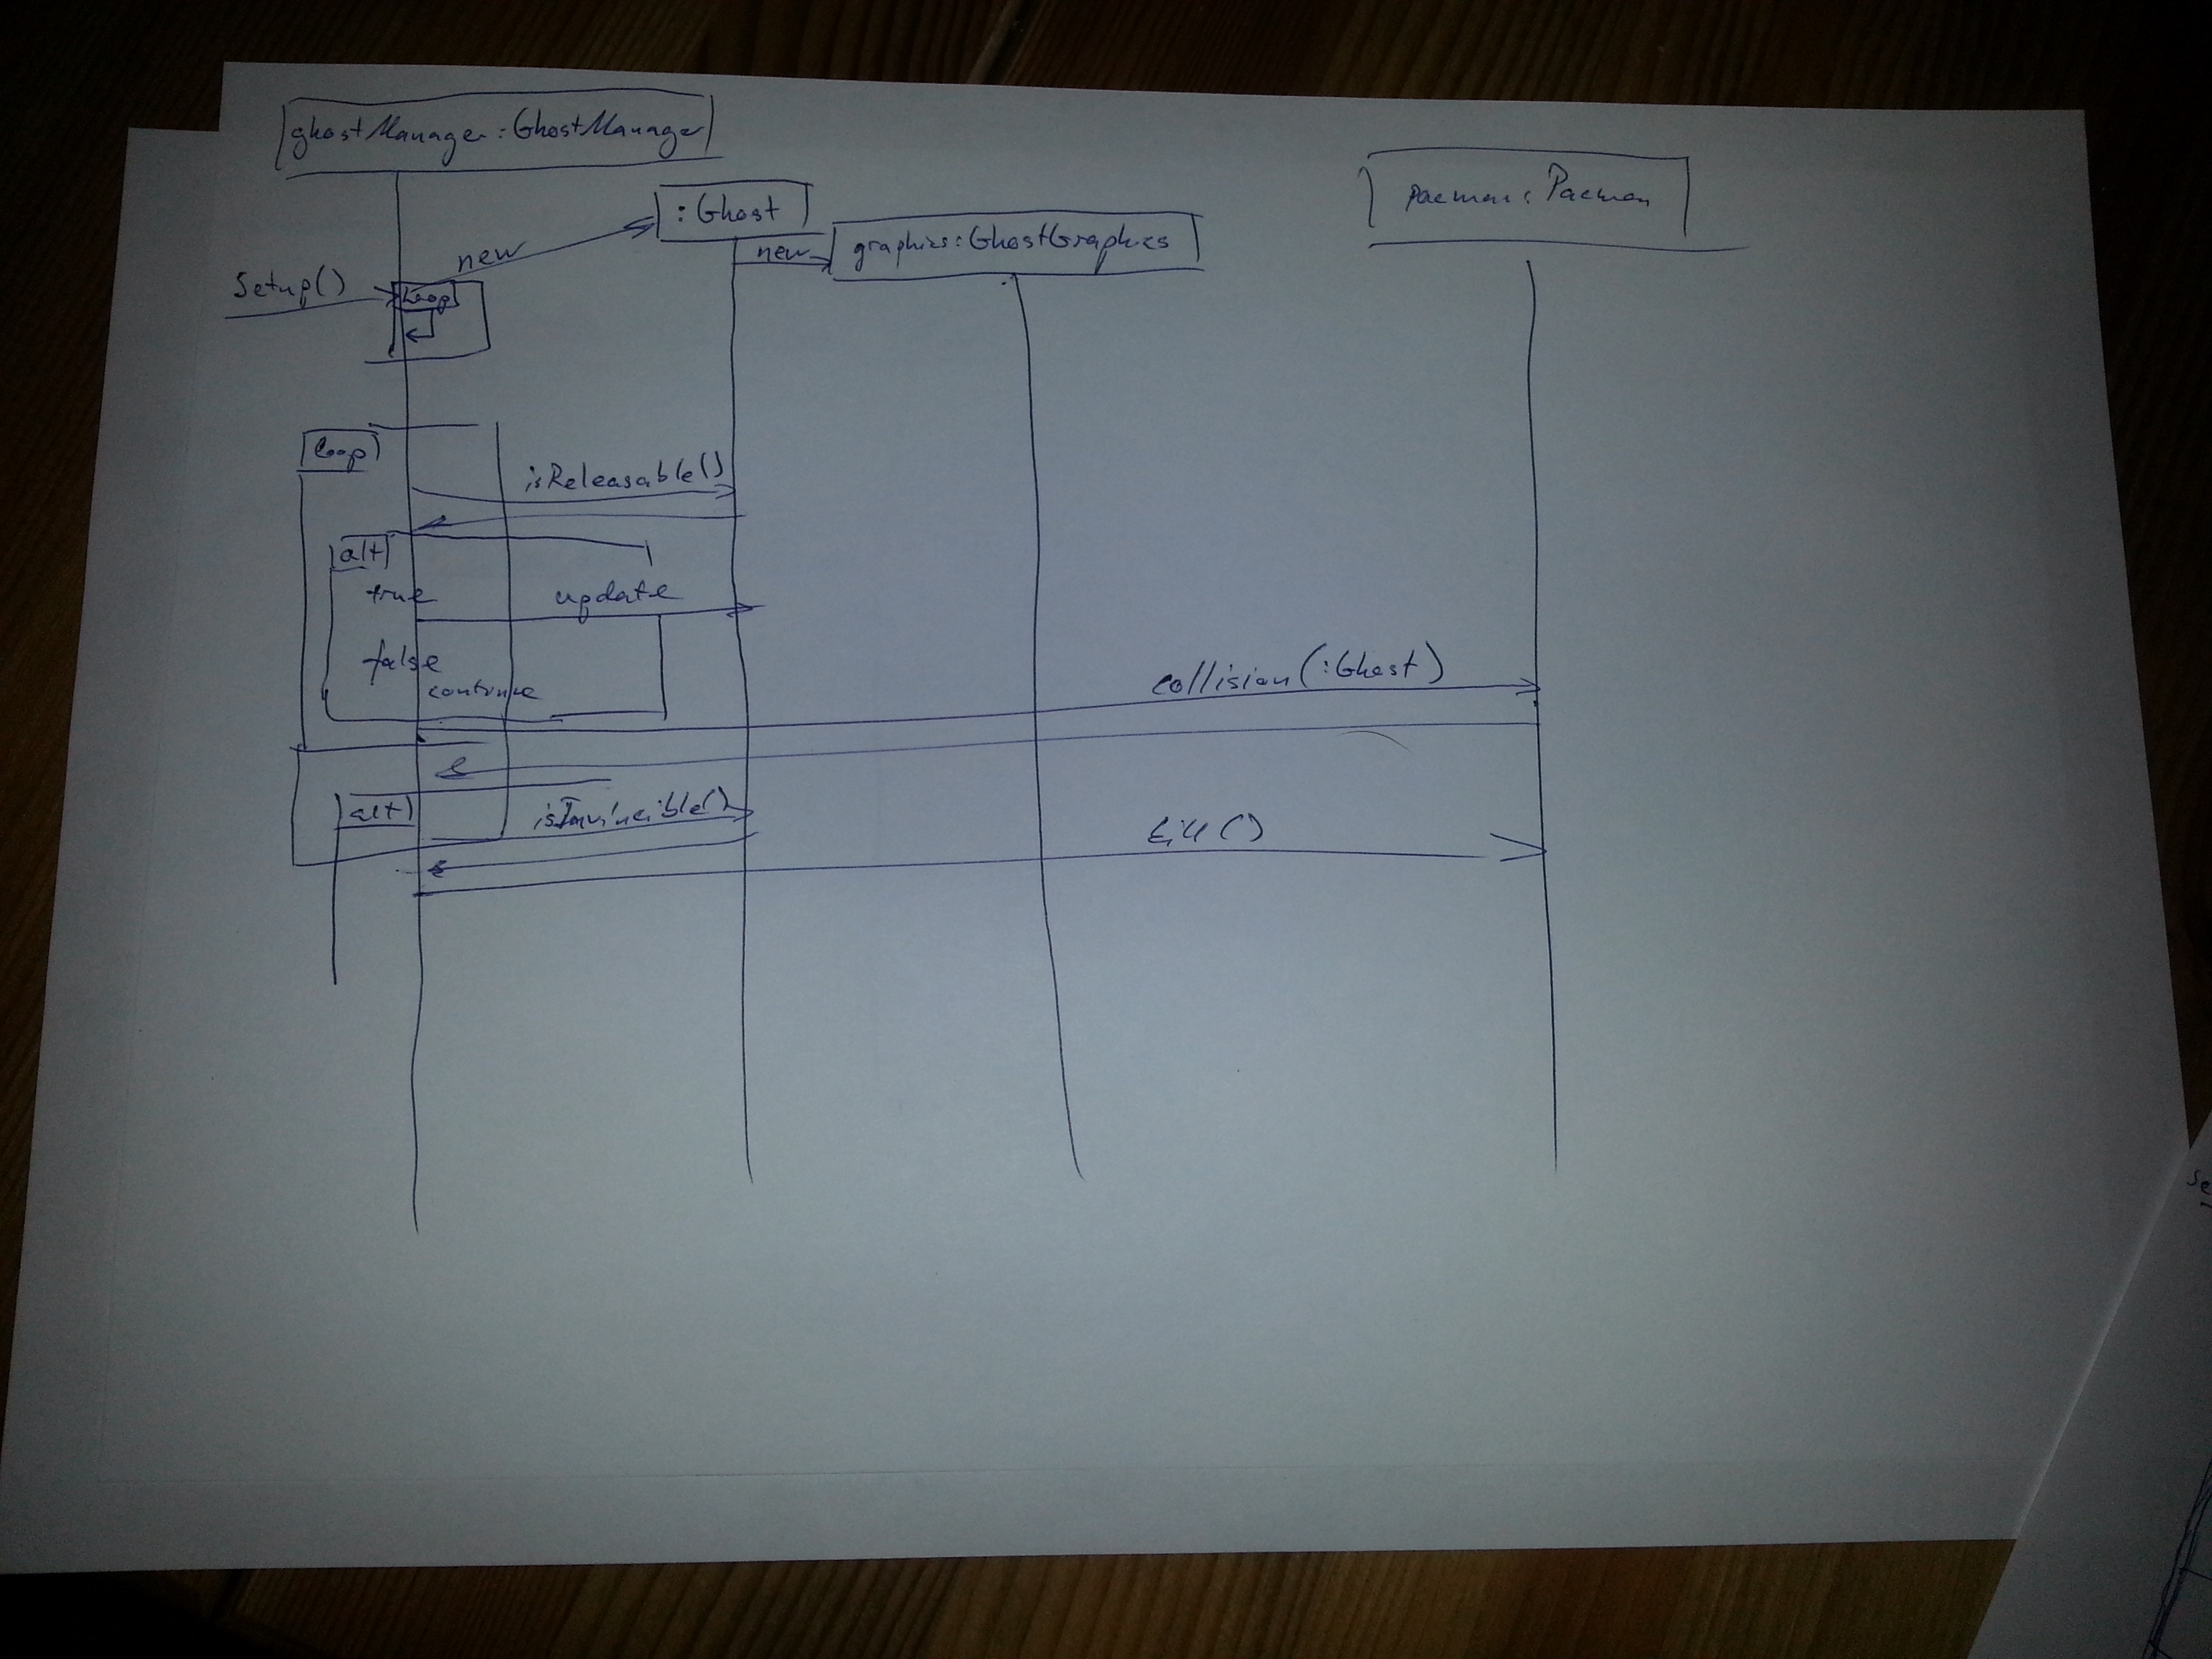 ghostManager:GhostManager
:Ghost
graphics:GhostGraphics
pacman:Pacman
Setup()
new
new
Loop
loop
isReleasable()
alt
true
update
false
continue
collision(:Ghost)
alt
isInvincible()
kill()